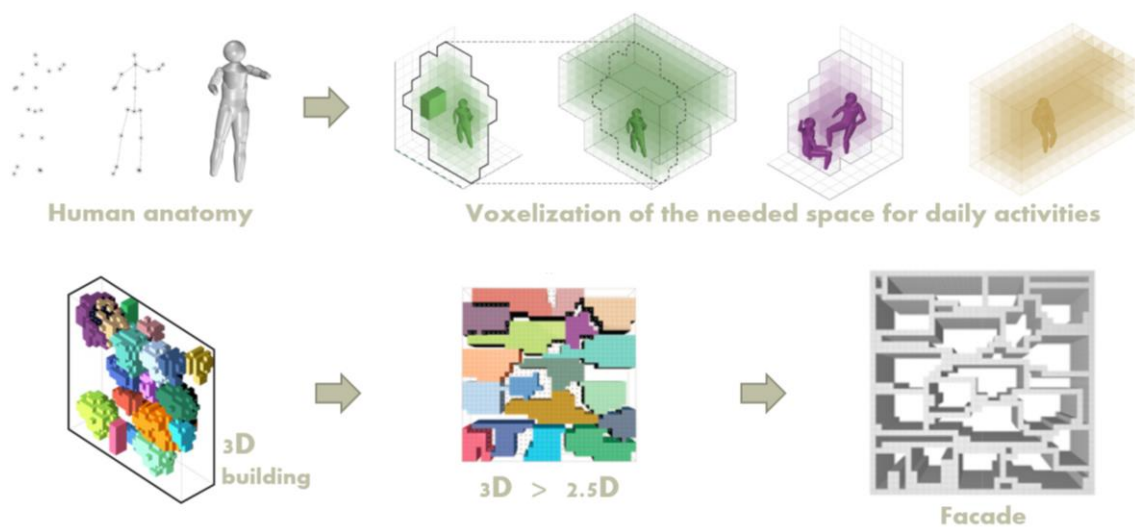 Human anatomy
Voxelization of the needed space for daily activities
3D
building
3D > 2.5D
Facade